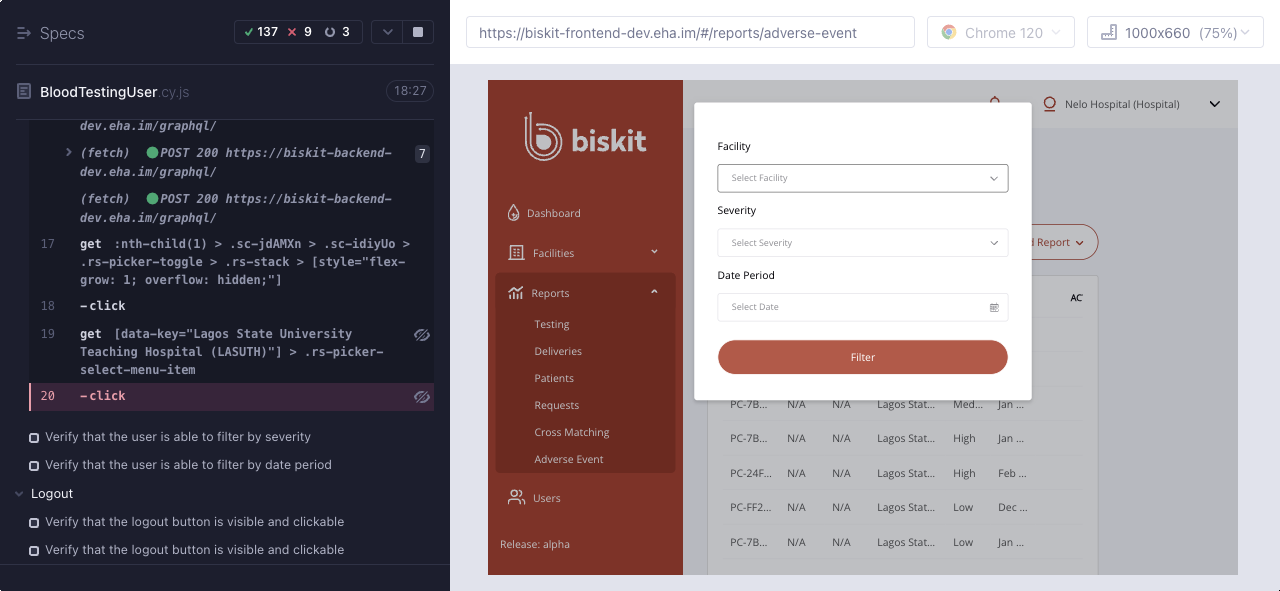 Specs
137 9 3
BloodTestingUser.cy.js 18:27
dev.eha.im/graphql/
(fetch) POST 200 https://biskit-backend-
dev.eha.im/graphql/ 7
(fetch) POST 200 https://biskit-backend-
dev.eha.im/graphql/
17 get :nth-child(1) > .sc-jdAMXn > .sc-idiyUo >
.rs-picker-toggle > .rs-stack > [style="flex-
grow: 1; overflow: hidden;"]
18 -click
19 get [data-key="Lagos State University
Teaching Hospital (LASUTH)"] > .rs-picker-
select-menu-item
20 -click
Verify that the user is able to filter by severity
Verify that the user is able to filter by date period
Logout
Verify that the logout button is visible and clickable
Verify that the logout button is visible and clickable
https://biskit-frontend-dev.eha.im/#/reports/adverse-event
Chrome 120
1000x660 (75%)
biskit
Dashboard
Facilities
Reports
Testing
Deliveries
Patients
Requests
Cross Matching
Adverse Event
Users
Release: alpha
Nelo Hospital (Hospital)
Facility
Select Facility
Severity
Select Severity
Date Period
Select Date
Filter
Report
AC
PC-7B... N/A N/A Lagos Stat... Med... Jan ...
PC-7B... N/A N/A Lagos Stat... High Jan ...
PC-24F... N/A N/A Lagos Stat... High Feb ...
PC-FF2... N/A N/A Lagos Stat... Low Dec ...
PC-7B... N/A N/A Lagos Stat... Low Jan ...